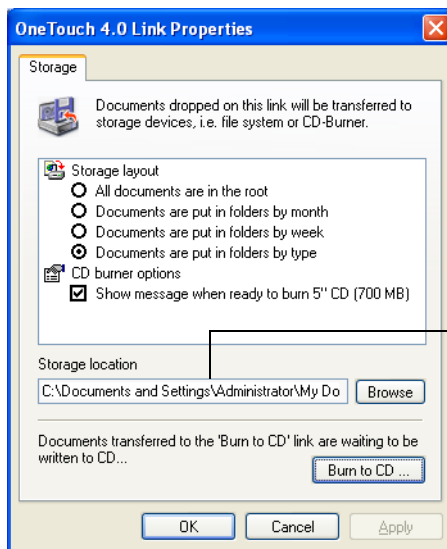 OneTouch 4.0 Link Properties
Storage
Documents dropped on this link will be transferred to
storage devices, i.e. file system or CD-Burner.
Storage layout
All documents are in the root
Documents are put in folders by month
Documents are put in folders by week
Documents are put in folders by type
CD burner options
Show message when ready to burn 5" CD (700 MB)
Storage location
C:\Documents and Settings\Administrator\My Do
Browse
Documents transferred to the 'Burn to CD' link are waiting to be
written to CD...
Burn to CD ...
OK Cancel Apply